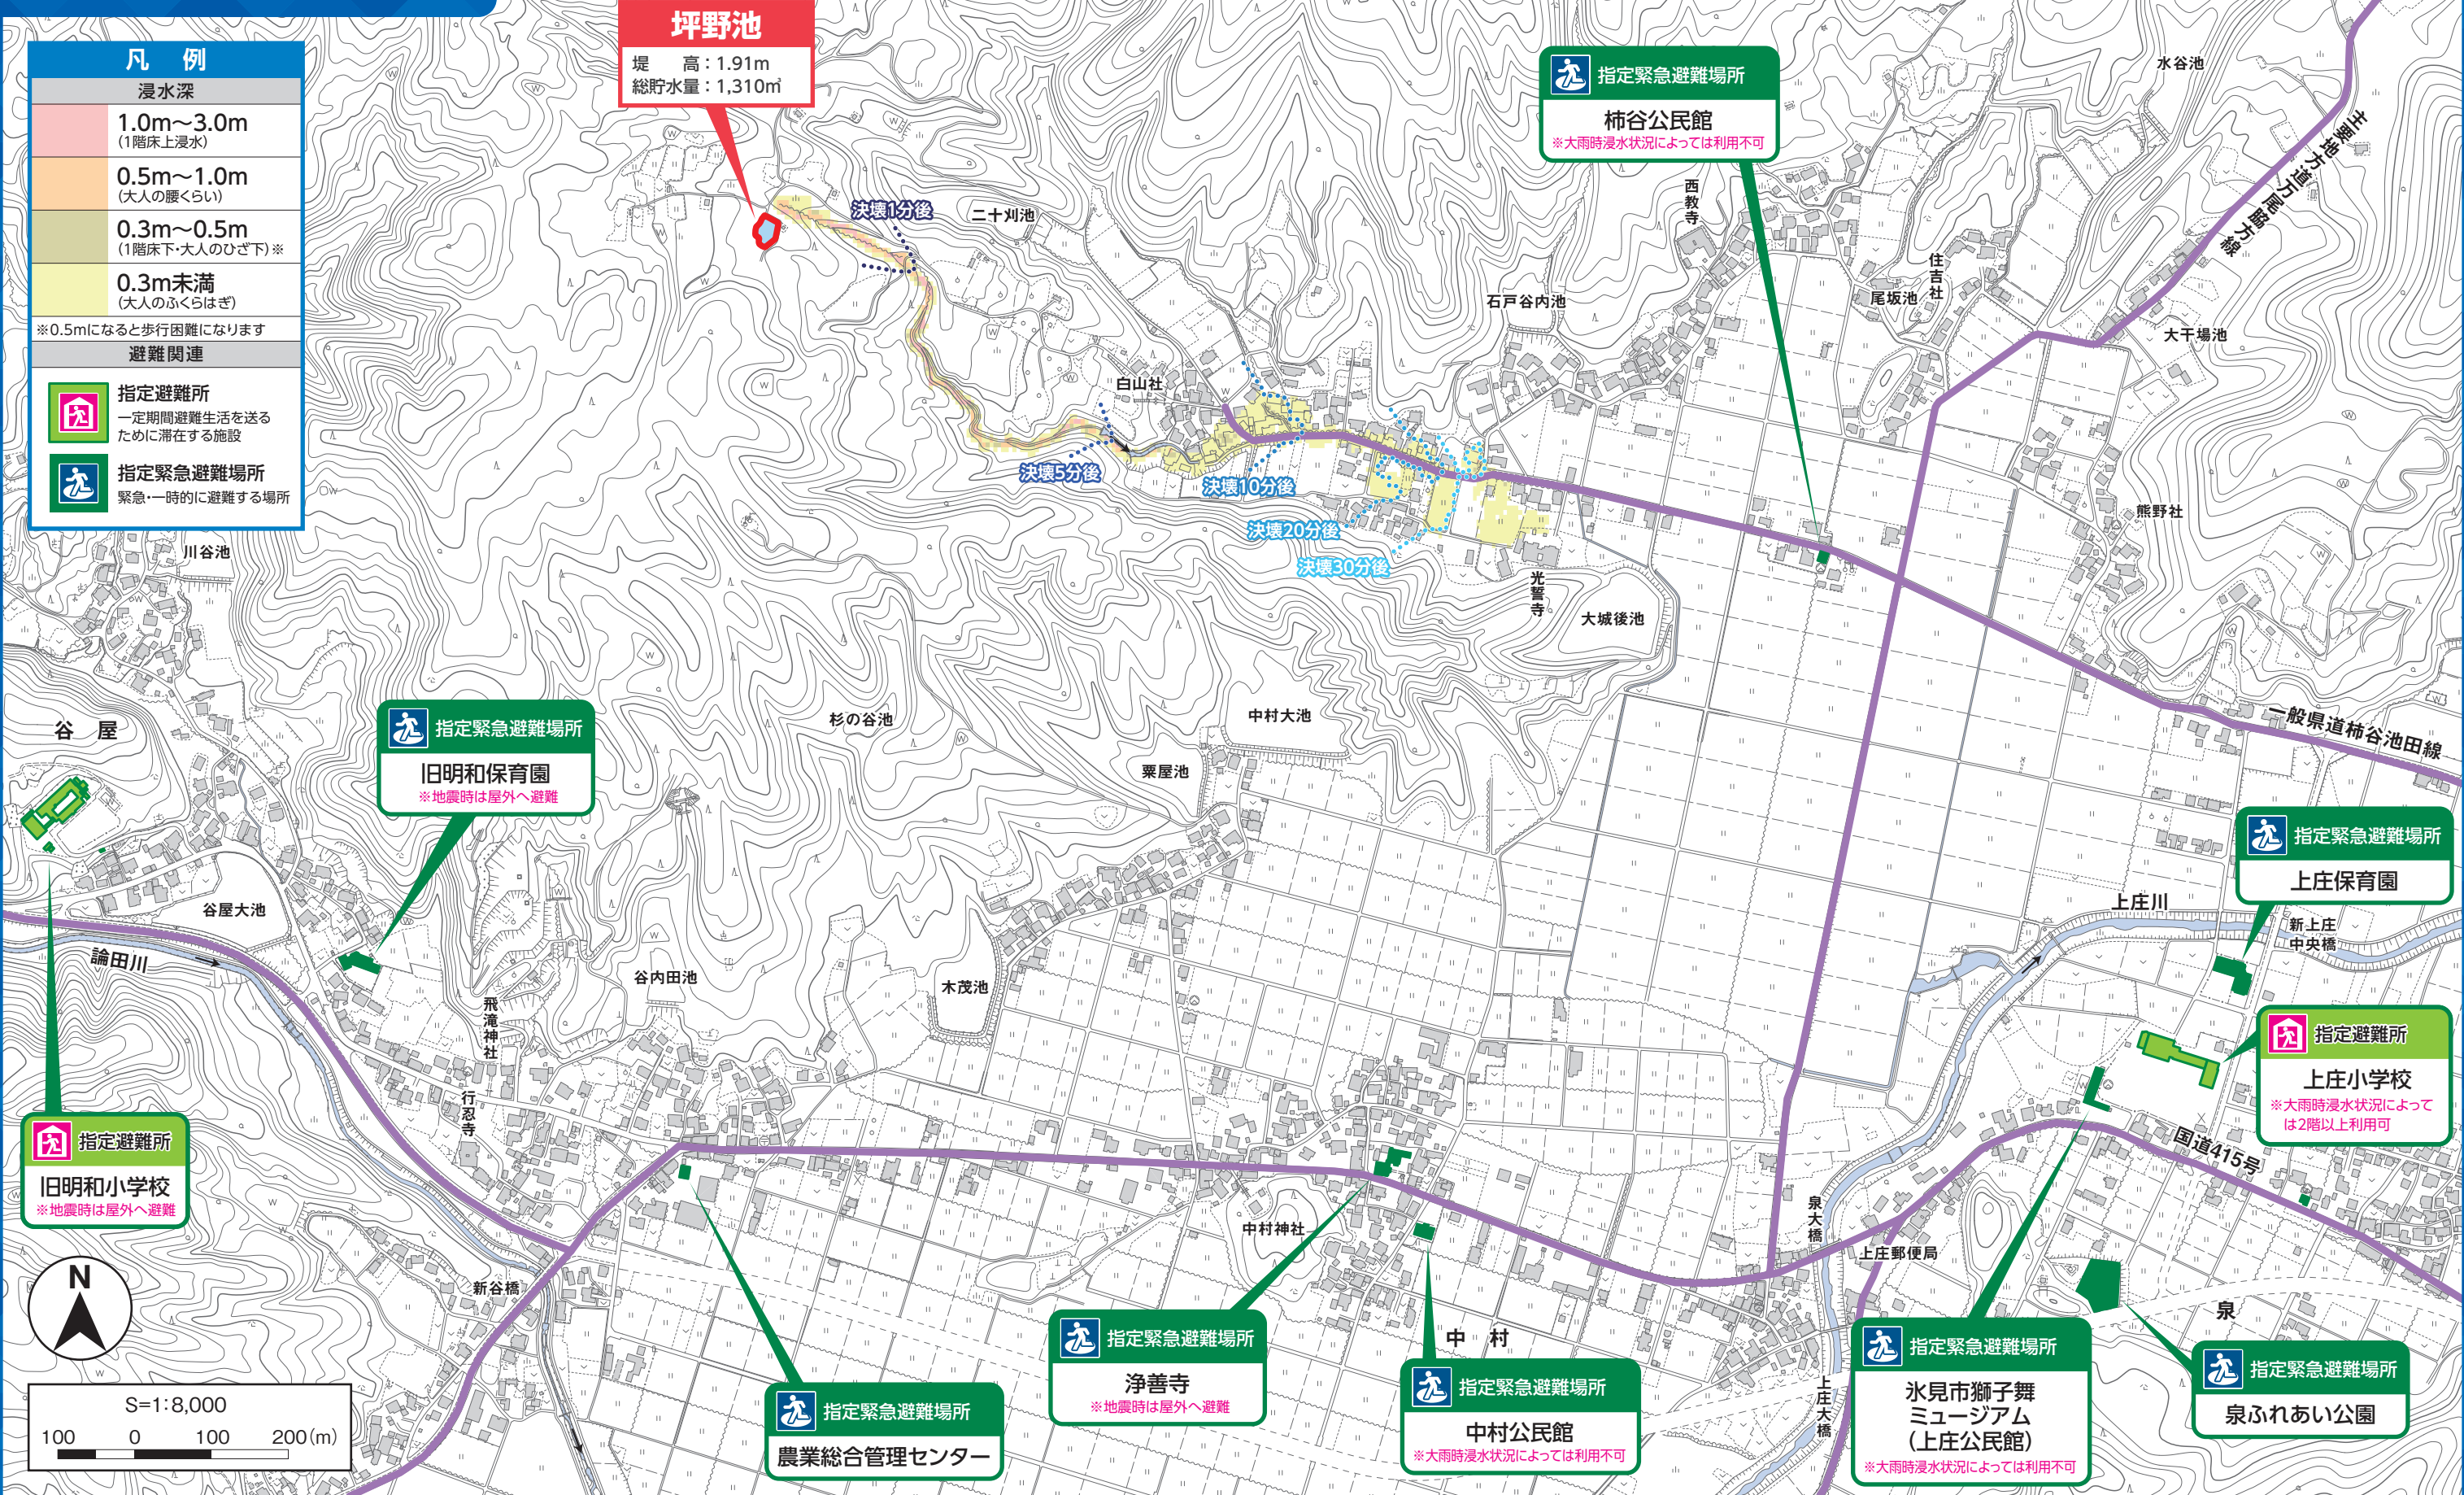 凡 例
浸水深
1.0m～3.0m
(1階床上浸水)
0.5m～1.0m
(大人の腰くらい)
0.3m～0.5m
(1階床下・大人のひざ下)※
0.3m未満
(大人のふくらはぎ)
※0.5mになると歩行困難になります
避難関連
指定避難所
一定期間避難生活を送る
ために滞在する施設
指定緊急避難場所
緊急・一時的に避難する場所
坪野池
堤 高：1.91m
総貯水量：1,310㎥
決壊1分後
二十刈池
白山社
決壊5分後
決壊10分後
決壊20分後
決壊30分後
指定緊急避難場所
柿谷公民館
※大雨時浸水状況によっては利用不可
水谷池
主要地方道万尾脇方線
西教寺
住吉社
尾坂池
石戸谷内池
大干場池
熊野社
光誓寺
大城後池
川谷池
谷 屋
指定緊急避難場所
旧明和保育園
※地震時は屋外へ避難
杉の谷池
中村大池
粟屋池
一般県道柿谷池田線
指定緊急避難場所
上庄保育園
上庄川
新上庄
中央橋
谷屋大池
論田川
谷内田池
木茂池
飛滝神社
行忍寺
指定避難所
上庄小学校
※大雨時浸水状況によって
は2階以上利用可
国道415号
指定避難所
旧明和小学校
※地震時は屋外へ避難
中村神社
泉大橋
上庄郵便局
新谷橋
N
S=1:8,000
100 0 100 200(m)
指定緊急避難場所
農業総合管理センター
指定緊急避難場所
浄善寺
※地震時は屋外へ避難
中 村
指定緊急避難場所
中村公民館
※大雨時浸水状況によっては利用不可
上庄大橋
指定緊急避難場所
氷見市獅子舞
ミュージアム
(上庄公民館)
※大雨時浸水状況によっては利用不可
泉
指定緊急避難場所
泉ふれあい公園